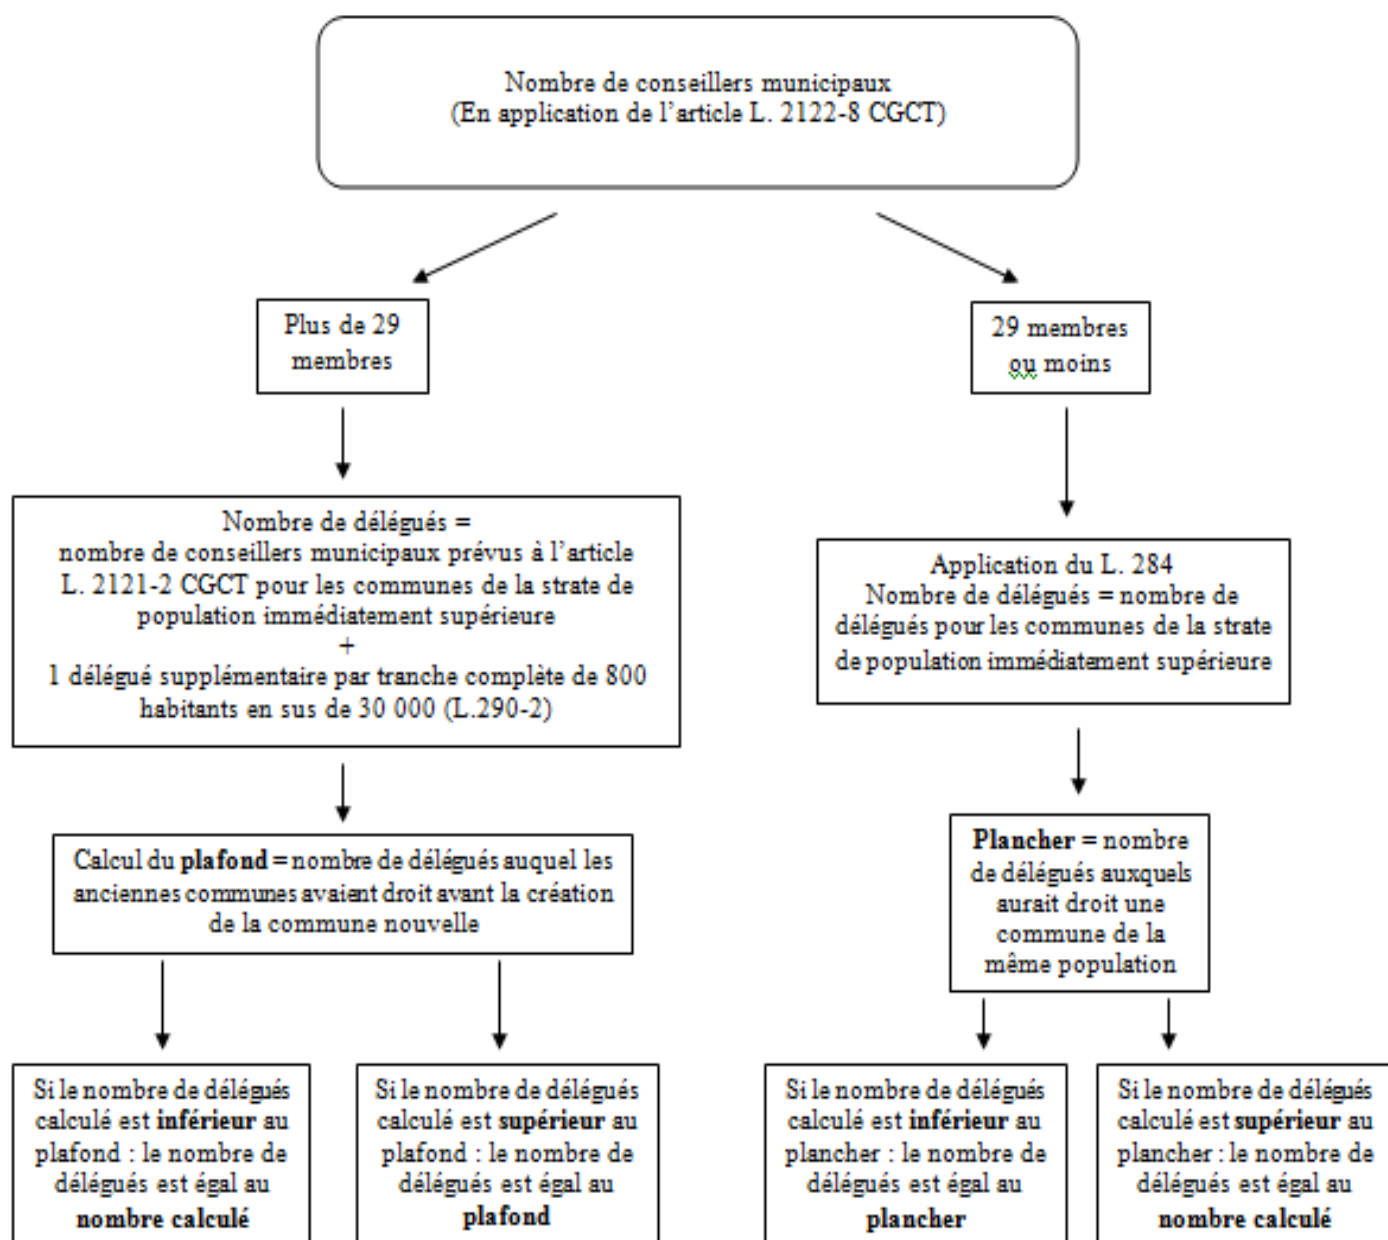 Nombre de conseillers municipaux
(En application de l'article L. 2122-8 CGCT)
Plus de 29
membres
29 membres
ou moins
Nombre de délégués =
nombre de conseillers municipaux prévus à l'article
L. 2121-2 CGCT pour les communes de la strate de
population immédiatement supérieure
+
1 délégué supplémentaire par tranche complète de 800
habitants en sus de 30 000 (L.290-2)
Application du L. 284
Nombre de délégués = nombre de
délégués pour les communes de la strate
de population immédiatement supérieure
Calcul du plafond = nombre de délégués auquel les
anciennes communes avaient droit avant la création
de la commune nouvelle
Plancher = nombre
de délégués auxquels
aurait droit une
commune de la
même population
Si le nombre de délégués
calculé est inférieur au
plafond : le nombre de
délégués est égal au
nombre calculé
Si le nombre de délégués
calculé est supérieur au
plafond : le nombre de
délégués est égal au
plafond
Si le nombre de délégués
calculé est inférieur au
plancher : le nombre de
délégués est égal au
plancher
Si le nombre de délégués
calculé est supérieur au
plancher : le nombre de
délégués est égal au
nombre calculé